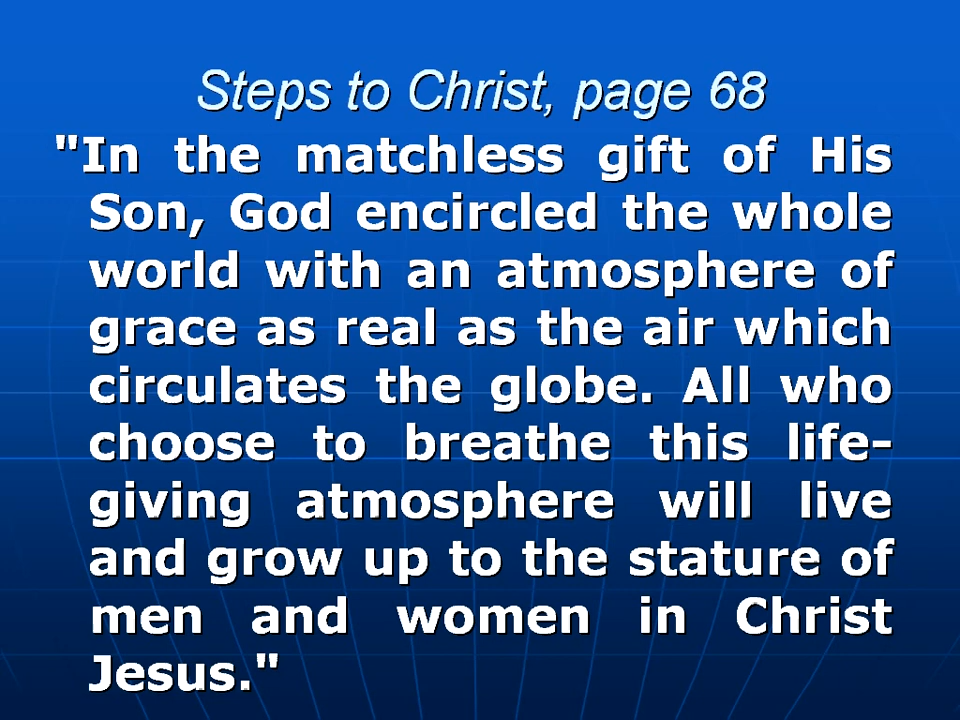 Steps to Christ, page 68
"In the matchless gift of His
Son, God encircled the whole
world with an atmosphere of
grace as real as the air which
circulates the globe. All who
choose to breathe this life-
giving atmosphere will live
and grow up to the stature of
men and women in Christ
Jesus."